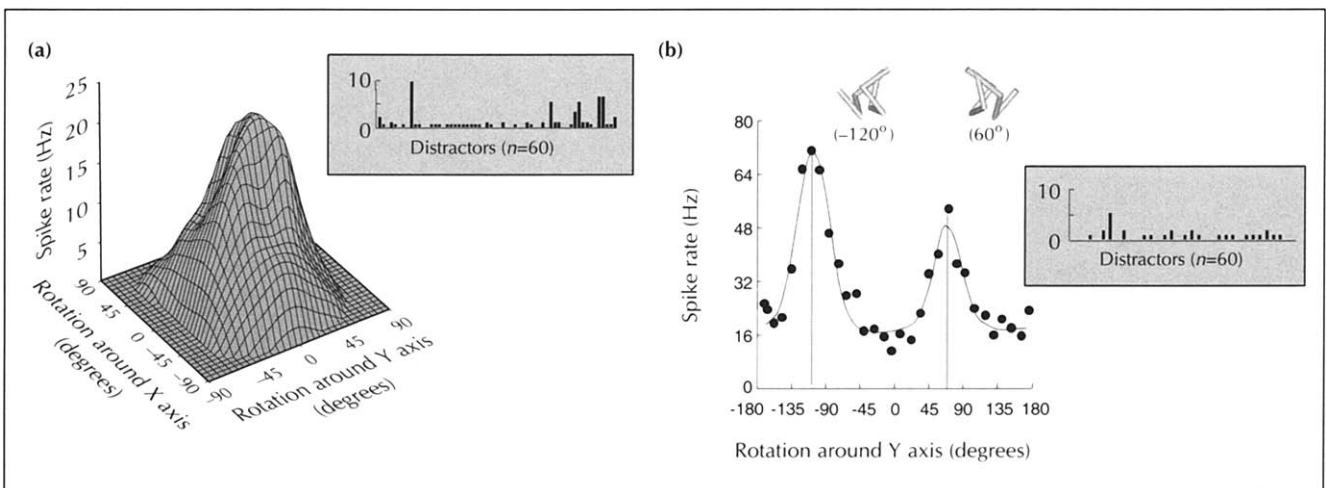 (a)
25
20
15
10
5
Spike rate (Hz)
90
45
0
-45
-90
Rotation around X axis
(degrees)
-90
-45
0
45
90
Rotation around Y axis
(degrees)
10
0
Distractors (n=60)
(b)
(-120°)
(60°)
80
64
48
32
16
0
Spike rate (Hz)
-180 -135 -90 -45 0 45 90 135 180
Rotation around Y axis (degrees)
10
0
Distractors (n=60)